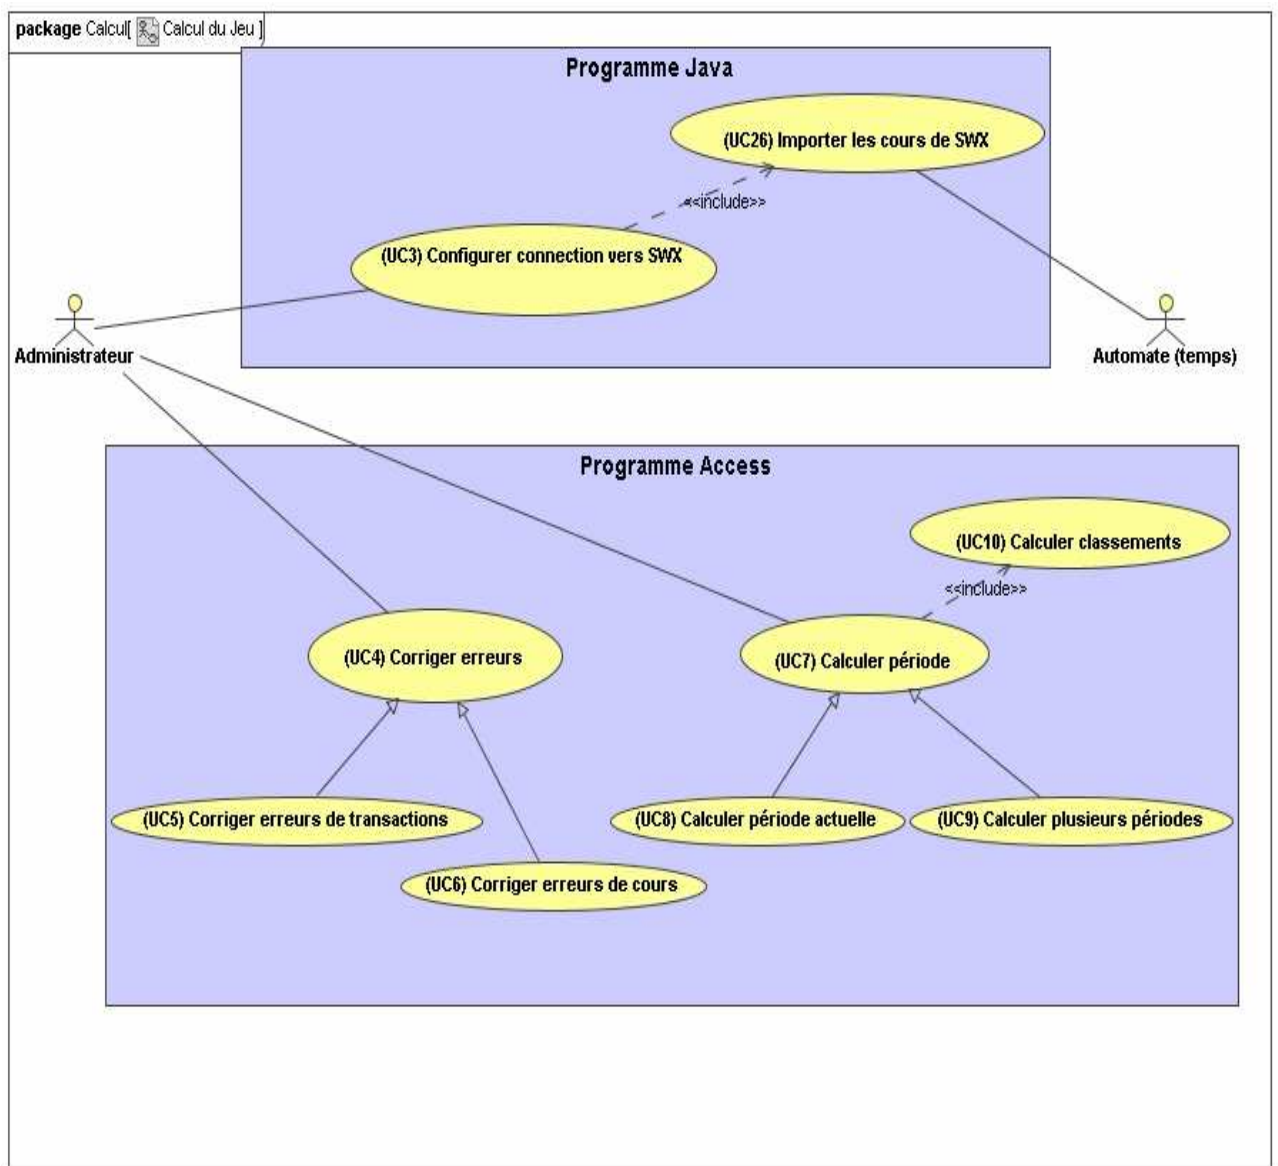 package Calcul[ Calcul du Jeu ]
Programme Java
(UC26) Importer les cours de SWX
<<include>>
(UC3) Configurer connection vers SWX
Administrateur
Automate (temps)
Programme Access
(UC10) Calculer classements
<<include>>
(UC4) Corriger erreurs
(UC7) Calculer période
(UC5) Corriger erreurs de transactions
(UC8) Calculer période actuelle
(UC9) Calculer plusieurs périodes
(UC6) Corriger erreurs de cours